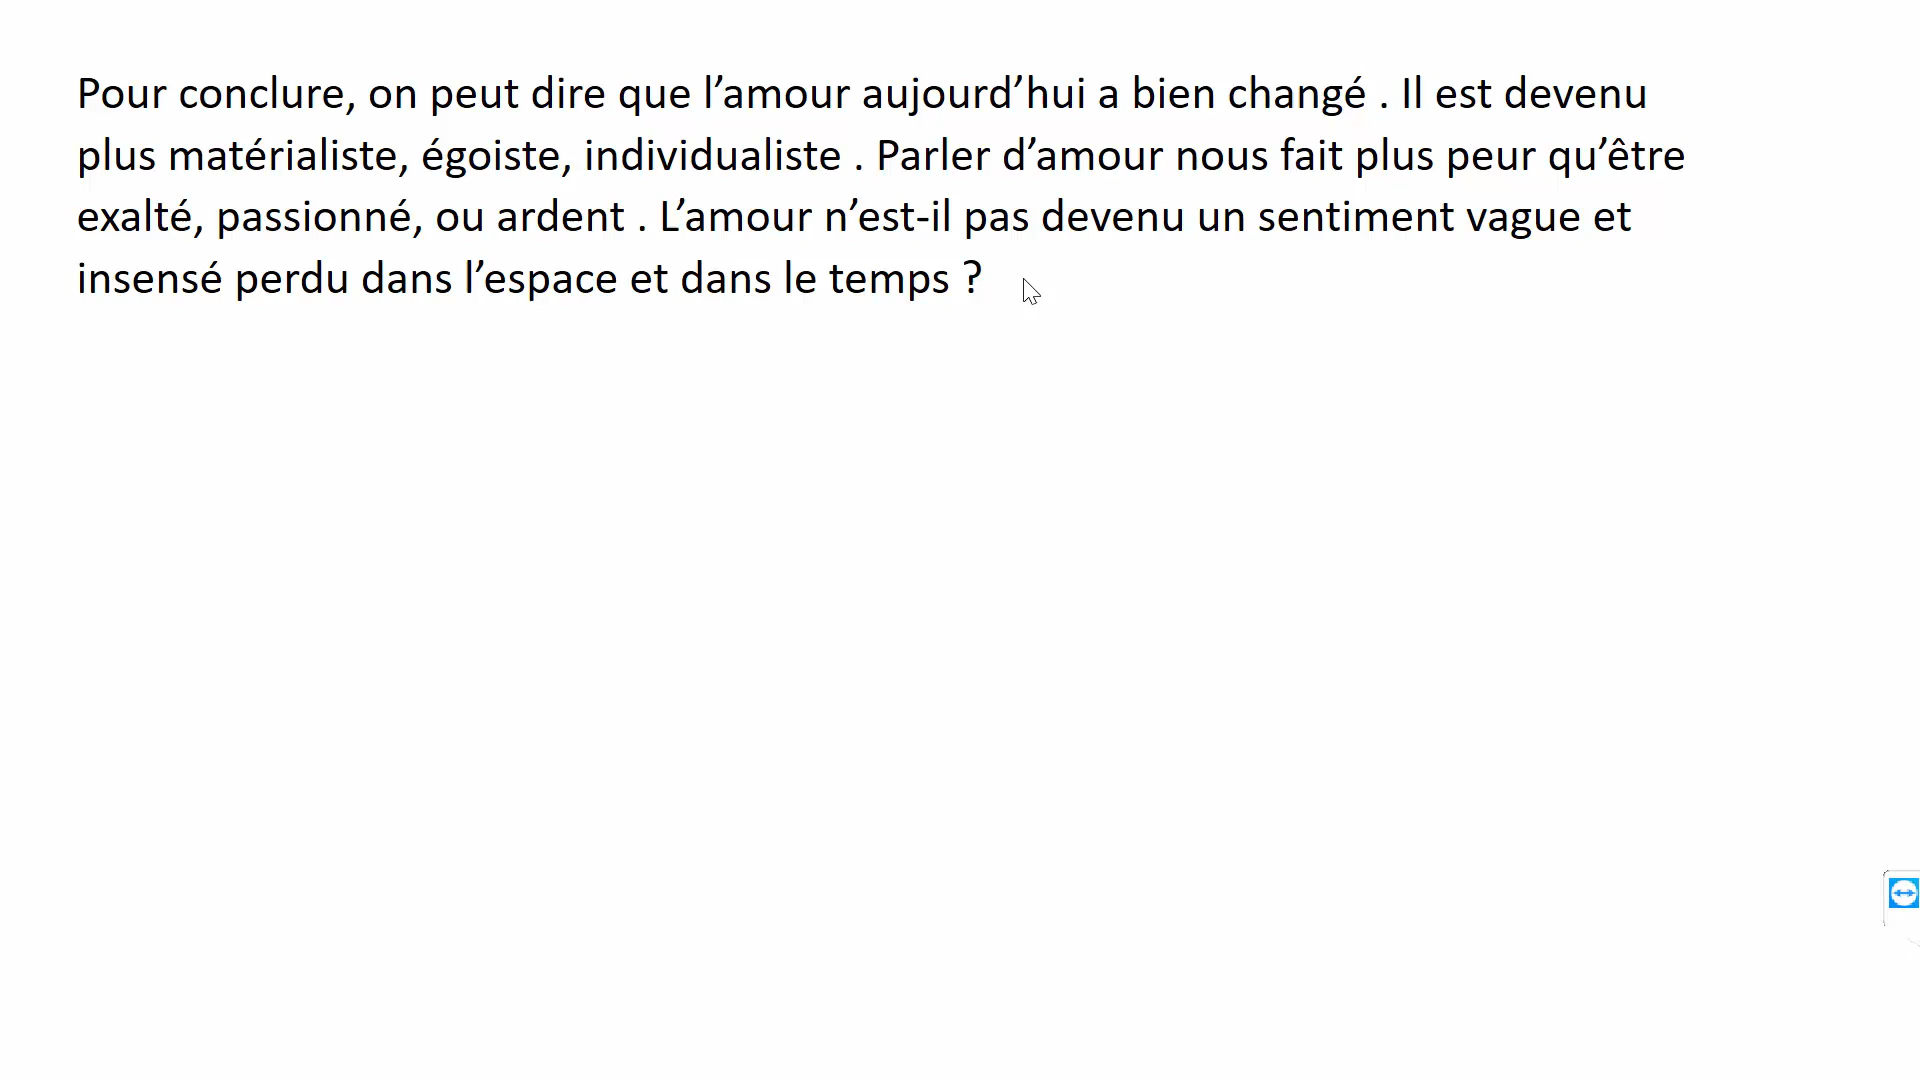 Pour conclure, on peut dire que l’amour aujourd’hui a bien changé . Il est devenu
plus matérialiste, égoiste, individualiste . Parler d’amour nous fait plus peur qu’être
exalté, passionné, ou ardent . L’amour n’est-il pas devenu un sentiment vague et
insensé perdu dans l’espace et dans le temps ?